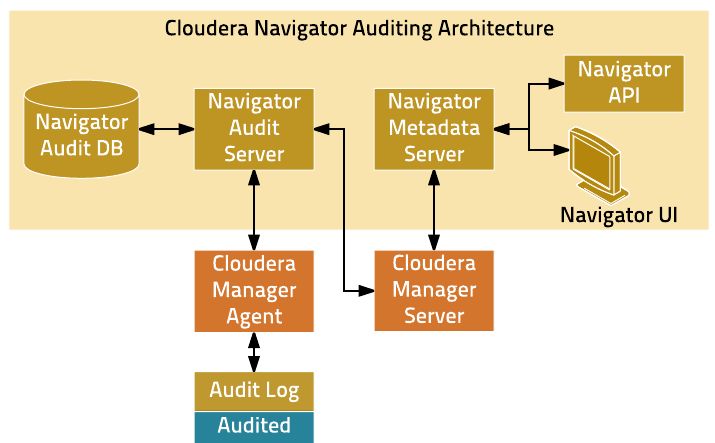 Cloudera Navigator Auditing Architecture
Navigator
Audit DB
Navigator
Audit
Server
Navigator
Metadata
Server
Navigator
API
Navigator UI
Cloudera
Manager
Agent
Cloudera
Manager
Server
Audit Log
Audited